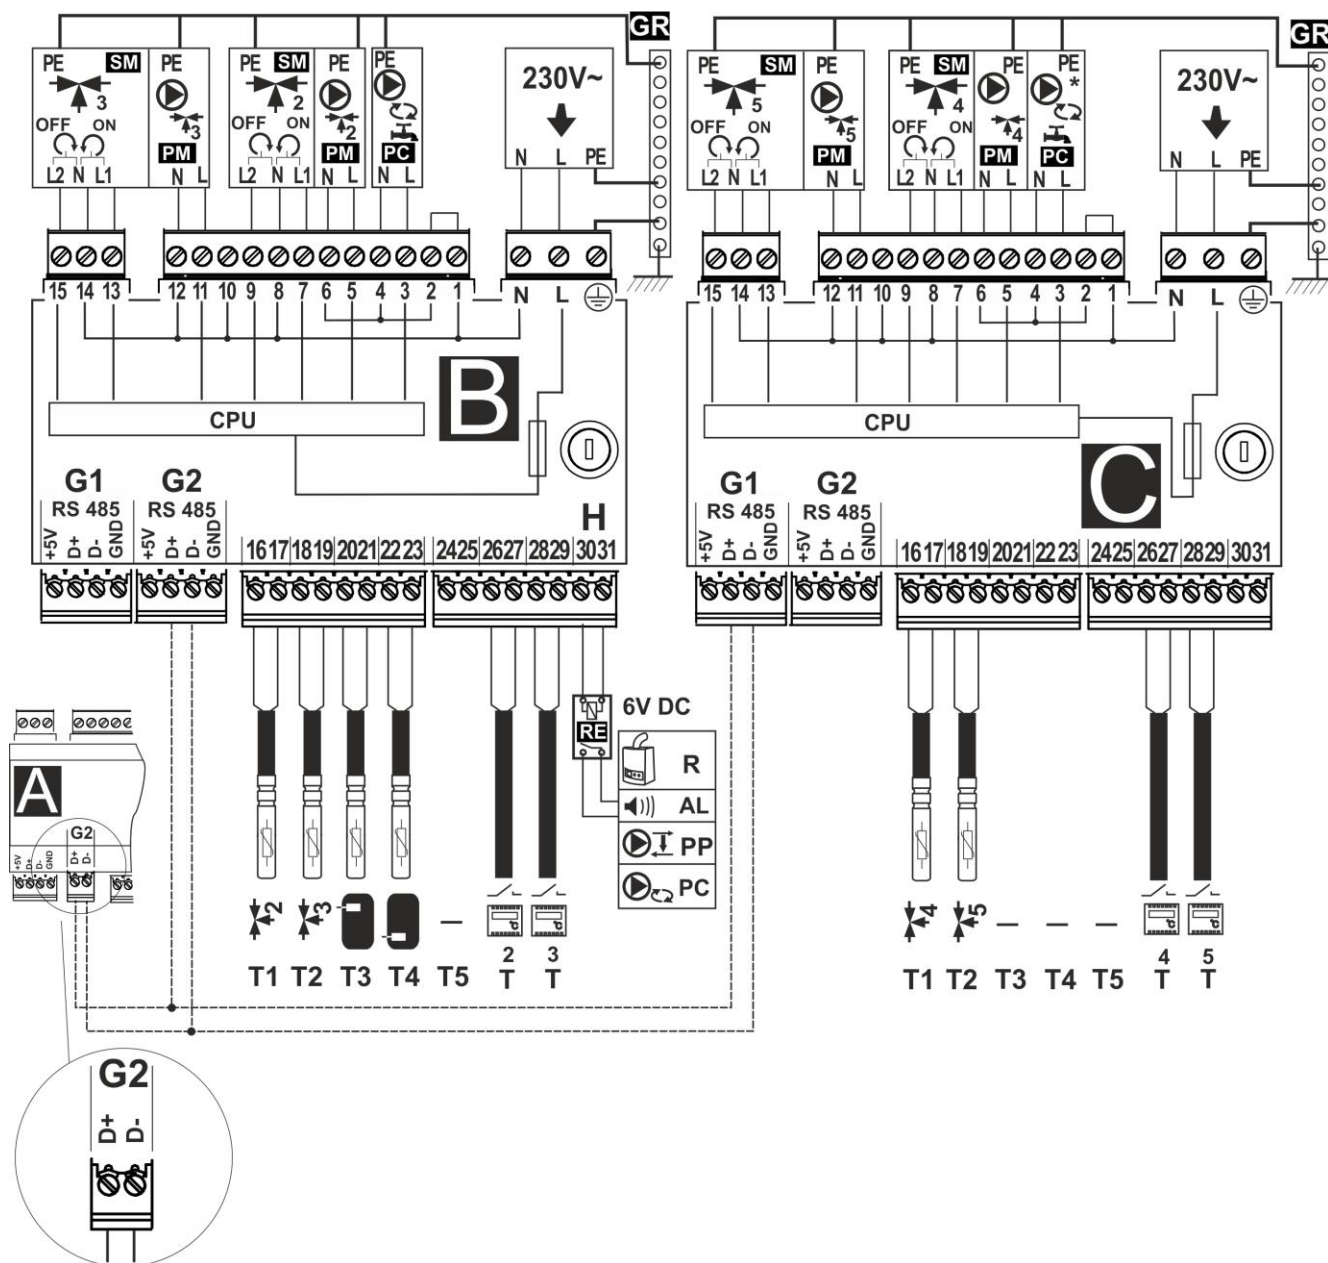 GR GR
PE SM PE PE SM PE PE
3 3 2 2
OFF ON PM OFF ON PM PC
L2 N L1 N L L2 N L1 N L N L
230V~
N L PE
PE SM PE PE SM PE PE *
5 5 4 4
OFF ON PM OFF ON PM PC
L2 N L1 N L L2 N L1 N L N L
230V~
N L PE
15 14 13 12 11 10 9 8 7 6 5 4 3 2 1 N L
15 14 13 12 11 10 9 8 7 6 5 4 3 2 1 N L
B
CPU
C
CPU
G1 G2 H
RS 485 RS 485
+5V D+ D- GND +5V D+ D- GND
16 17 18 19 20 21 22 23 24 25 26 27 28 29 30 31
G1 G2
RS 485 RS 485
+5V D+ D- GND +5V D+ D- GND
16 17 18 19 20 21 22 23 24 25 26 27 28 29 30 31
6V DC
RE
R
AL
PP
PC
A
G2
+5V D+ D- GND D+ D-
2 3 – °C °C
2 3
T1 T2 T3 T4 T5 T T
4 5 – – – °C °C
4 5
T1 T2 T3 T4 T5 T T
G2
D+ D-